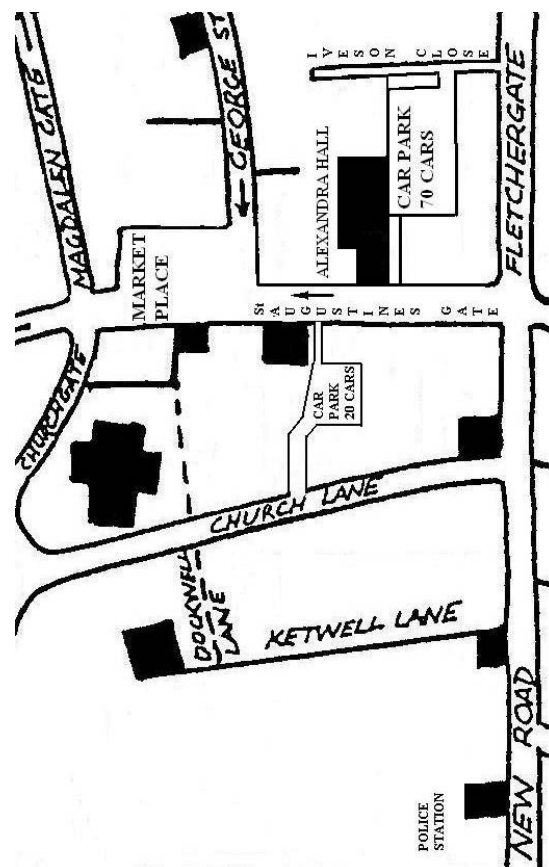 MAGDALEN GATE
GEORGE ST
IVESON CLOSE
ALEXANDRA HALL
CAR PARK
70 CARS
FLETCHERGATE
MARKET
PLACE
St AUGUSTINES GATE
CHURCHGATE
CAR
PARK
20 CARS
CHURCH LANE
DOCKWELL
LANE
KETWELL LANE
NEW ROAD
POLICE
STATION